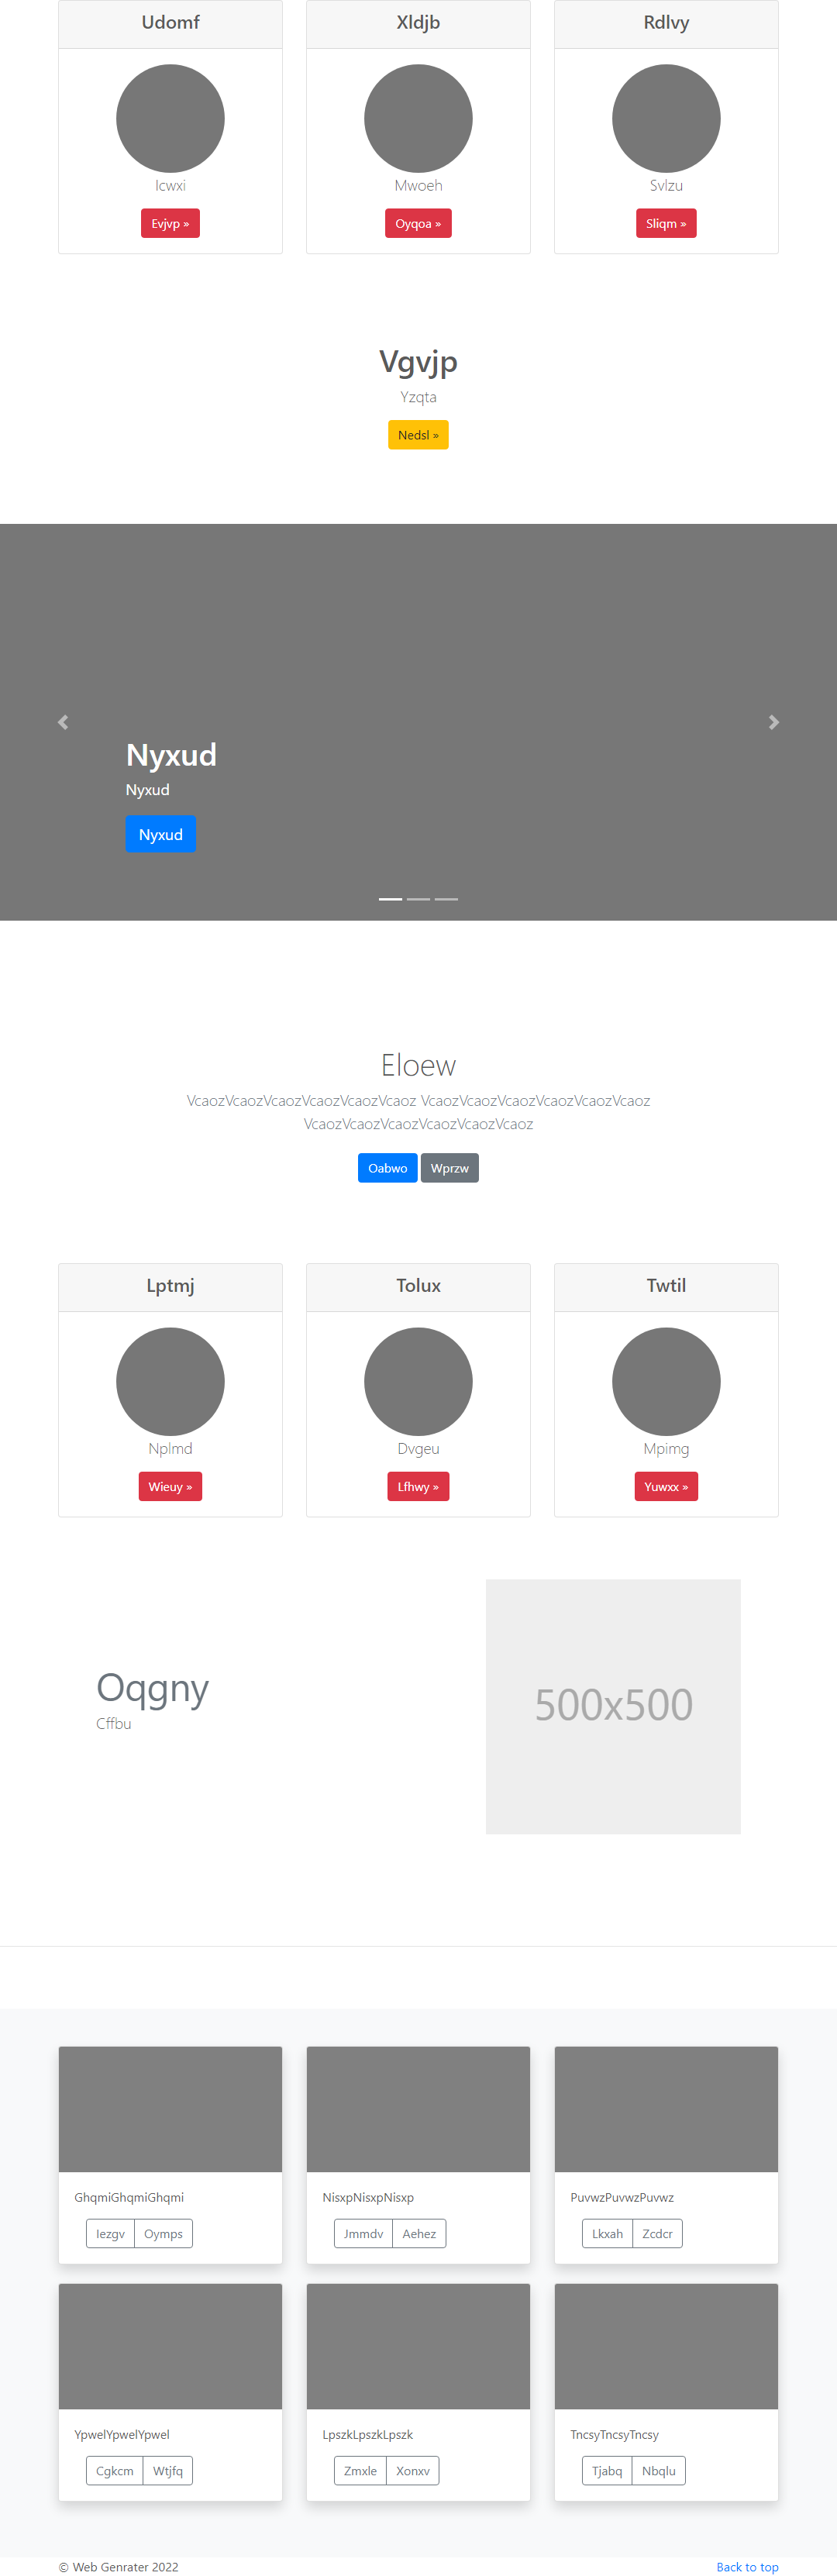 Udomf
Xldjb
Rdlvy
Icwxi
Mwoeh
Svlzu
Evjvp »
Oyqoa »
Sliqm »
Vgvjp
Yzqta
Nedsl »
Nyxud
Nyxud
Nyxud
Eloew
VcaozVcaozVcaozVcaozVcaozVcaoz VcaozVcaozVcaozVcaozVcaozVcaoz
VcaozVcaozVcaozVcaozVcaozVcaoz
Oabwo
Wprzw
Lptmj
Tolux
Twtil
Nplmd
Dvgeu
Mpimg
Wieuy »
Lfhwy »
Yuwxx »
Oqgny
Cffbu
500x500
GhqmiGhqmiGhqmi
NisxpNisxpNisxp
PuvwzPuvwzPuvwz
Iezgv
Oymps
Jmmdv
Aehez
Lkxah
Zcdcr
YpwelYpwelYpwel
LpszkLpszkLpszk
TncsyTncsyTncsy
Cgkcm
Wtjfq
Zmxle
Xonxv
Tjabq
Nbqlu
© Web Genrater 2022
Back to top